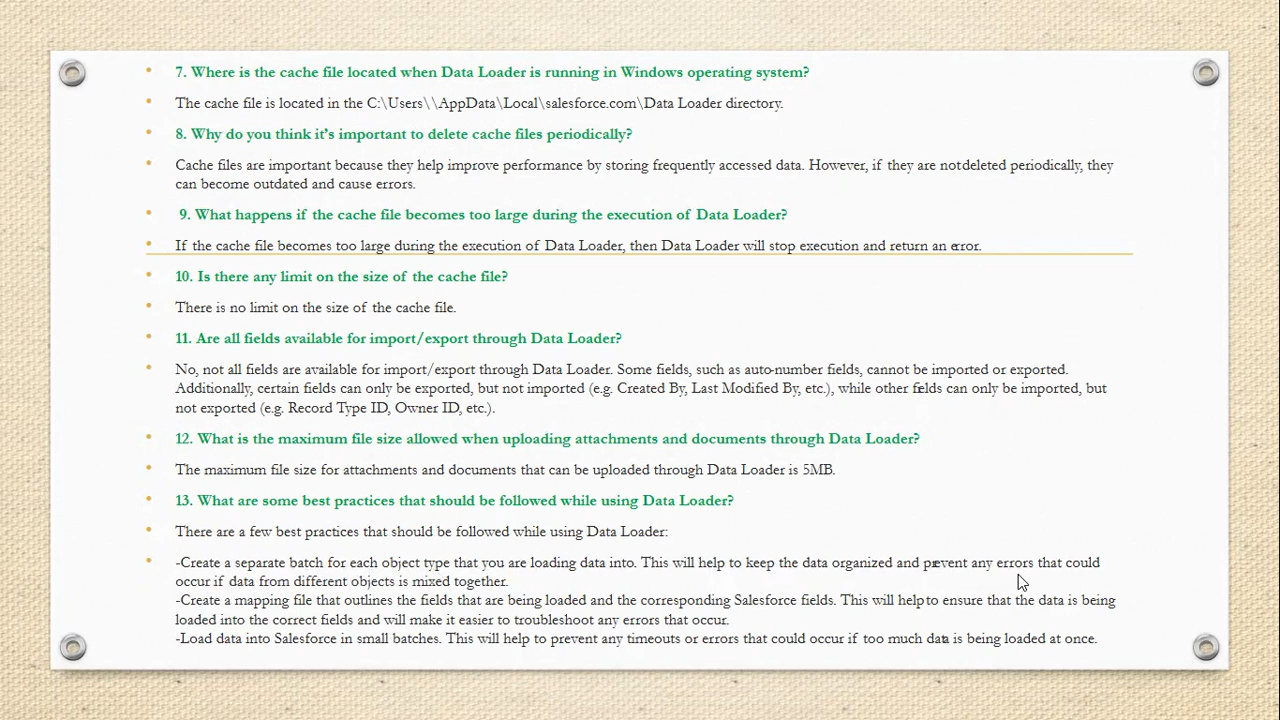 7. Where is the cache file located when Data Loader is running in Windows operating system?
The cache file is located in the C:\Users\\AppData\Local\salesforce.com\Data Loader directory.
8. Why do you think it's important to delete cache files periodically?
Cache files are important because they help improve performance by storing frequently accessed data. However, if they are not deleted periodically, they
can become outdated and cause errors.
9. What happens if the cache file becomes too large during the execution of Data Loader?
If the cache file becomes too large during the execution of Data Loader, then Data Loader will stop execution and return an error.
10. Is there any limit on the size of the cache file?
There is no limit on the size of the cache file.
11. Are all fields available for import/export through Data Loader?
No, not all fields are available for import/export through Data Loader. Some fields, such as auto-number fields, cannot be imported or exported.
Additionally, certain fields can only be exported, but not imported (e.g. Created By, Last Modified By, etc.), while other fields can only be imported, but
not exported (e.g. Record Type ID, Owner ID, etc.).
12. What is the maximum file size allowed when uploading attachments and documents through Data Loader?
The maximum file size for attachments and documents that can be uploaded through Data Loader is 5MB.
13. What are some best practices that should be followed while using Data Loader?
There are a few best practices that should be followed while using Data Loader:
-Create a separate batch for each object type that you are loading data into. This will help to keep the data organized and prevent any errors that could
occur if data from different objects is mixed together.
-Create a mapping file that outlines the fields that are being loaded and the corresponding Salesforce fields. This will help to ensure that the data is being
loaded into the correct fields and will make it easier to troubleshoot any errors that occur.
-Load data into Salesforce in small batches. This will help to prevent any timeouts or errors that could occur if too much data is being loaded at once.